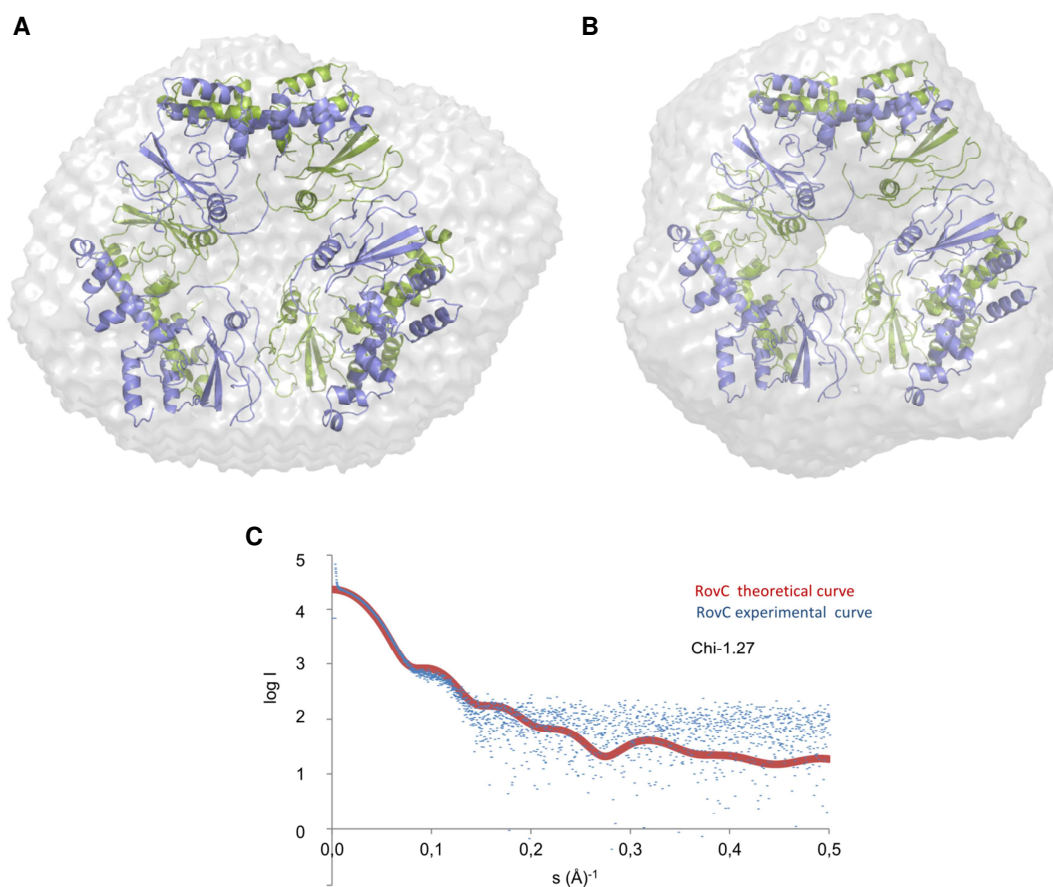 A
B
C
5
4
3
2
1
0
log I
RovC theoretical curve
RovC experimental curve
Chi-1.27
0,0 0,1 0,2 0,3 0,4 0,5
s (Å)-1